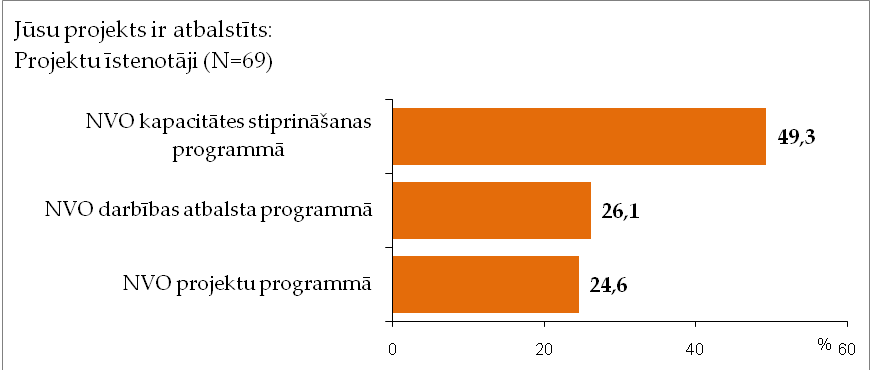 Jūsu projekts ir atbalstīts:
Projektu īstenotāji (N=69)
NVO kapacitātes stiprināšanas
programmā
49,3
NVO darbības atbalsta programmā
26,1
NVO projektu programmā
24,6
0
20
40
% 60